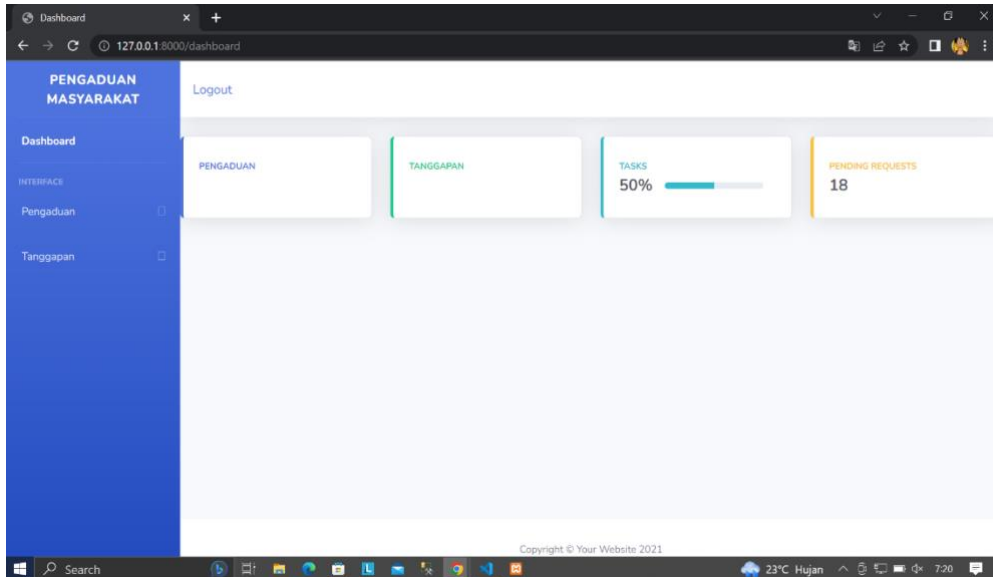 Dashboard
127.0.0.1:8000/dashboard
PENGADUAN
MASYARAKAT
Logout
Dashboard
INTERFACE
Pengaduan
Tanggapan
PENGADUAN
TANGGAPAN
TASKS
50%
PENDING REQUESTS
18
Copyright © Your Website 2021
Search
23°C Hujan
7:20